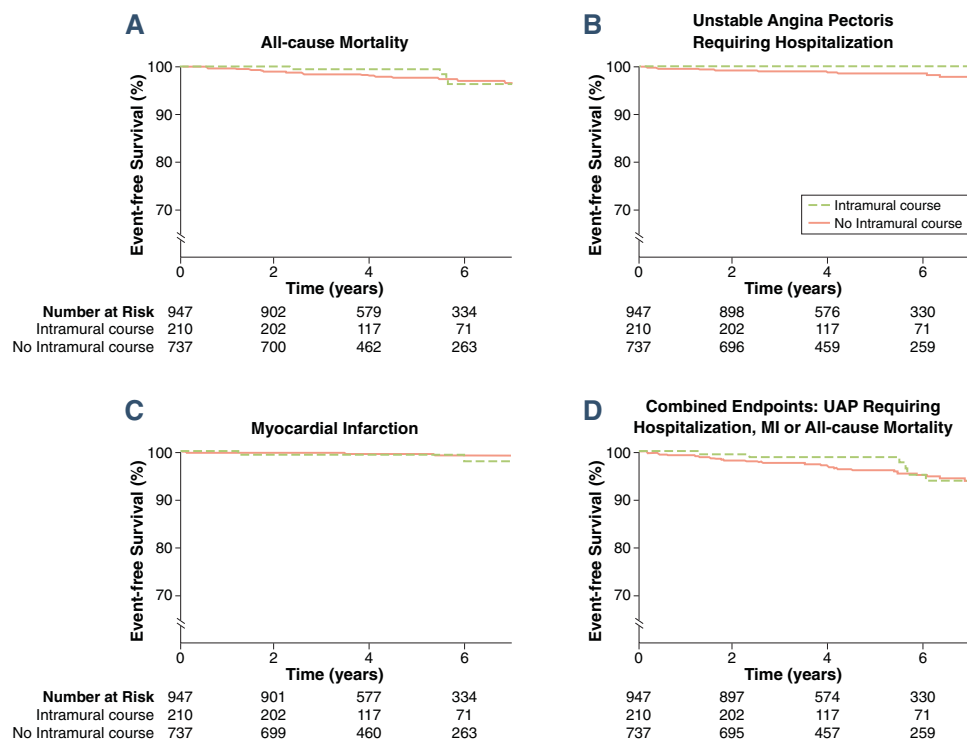 A
All-cause Mortality
Event-free Survival (%)
100
90
80
70
0 2 4 6
Time (years)
Number at Risk 947 902 579 334
Intramural course 210 202 117 71
No Intramural course 737 700 462 263
B
Unstable Angina Pectoris
Requiring Hospitalization
Event-free Survival (%)
100
90
80
70
Intramural course
No Intramural course
0 2 4 6
Time (years)
947 898 576 330
210 202 117 71
737 696 459 259
C
Myocardial Infarction
Event-free Survival (%)
100
90
80
70
0 2 4 6
Time (years)
Number at Risk 947 901 577 334
Intramural course 210 202 117 71
No Intramural course 737 699 460 263
D
Combined Endpoints: UAP Requiring
Hospitalization, MI or All-cause Mortality
Event-free Survival (%)
100
90
80
70
0 2 4 6
Time (years)
947 897 574 330
210 202 117 71
737 695 457 259